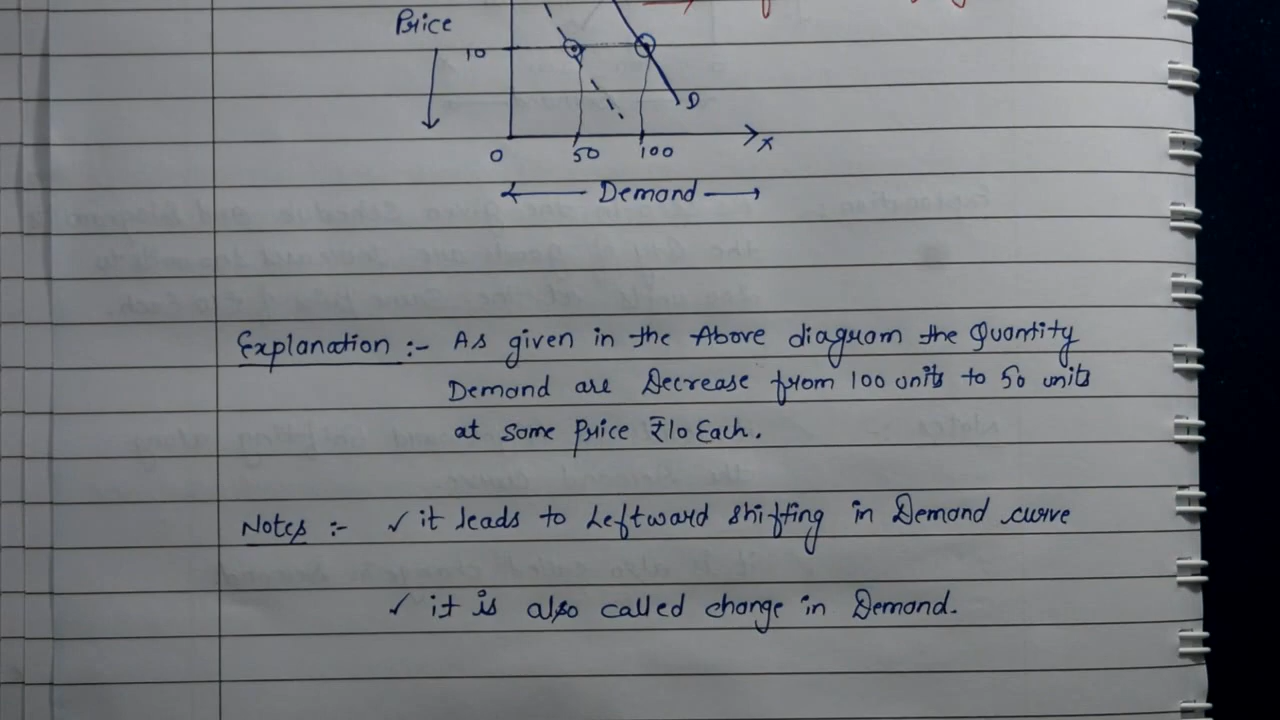 Price
10
D
0 50 100 X
Demand
Explanation :- As given in the Above diagram the Quantity
Demand are Decrease from 100 units to 50 units
at some Price ₹10 Each.
Notes :- ✓ it leads to Leftward shifting in Demand curve
✓ it is also called change in Demand.